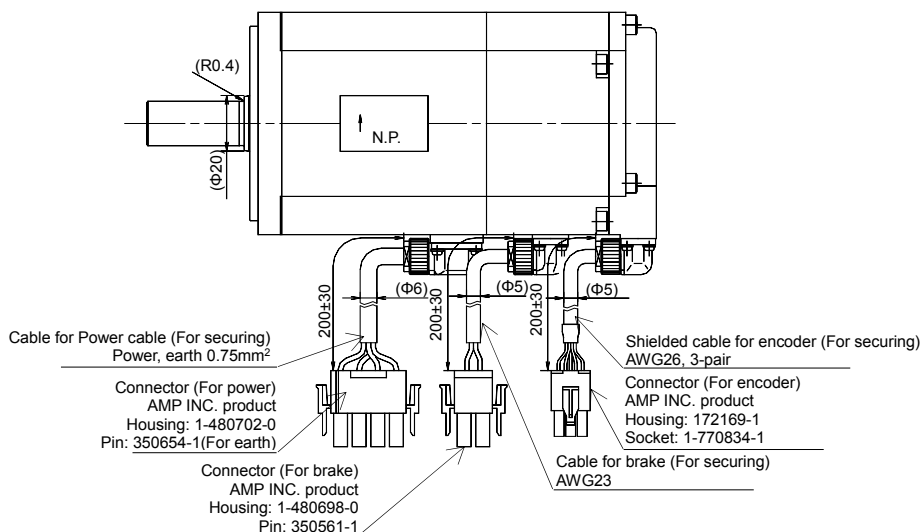 (R0.4)
(Φ20)
N.P.
200±30
(Φ6)
200±30
(Φ5)
200±30
(Φ5)
Cable for Power cable (For securing)
Power, earth 0.75mm²
Connector (For power)
AMP INC. product
Housing: 1-480702-0
Pin: 350654-1(For earth)
Connector (For brake)
AMP INC. product
Housing: 1-480698-0
Pin: 350561-1
Shielded cable for encoder (For securing)
AWG26, 3-pair
Connector (For encoder)
AMP INC. product
Housing: 172169-1
Socket: 1-770834-1
Cable for brake (For securing)
AWG23